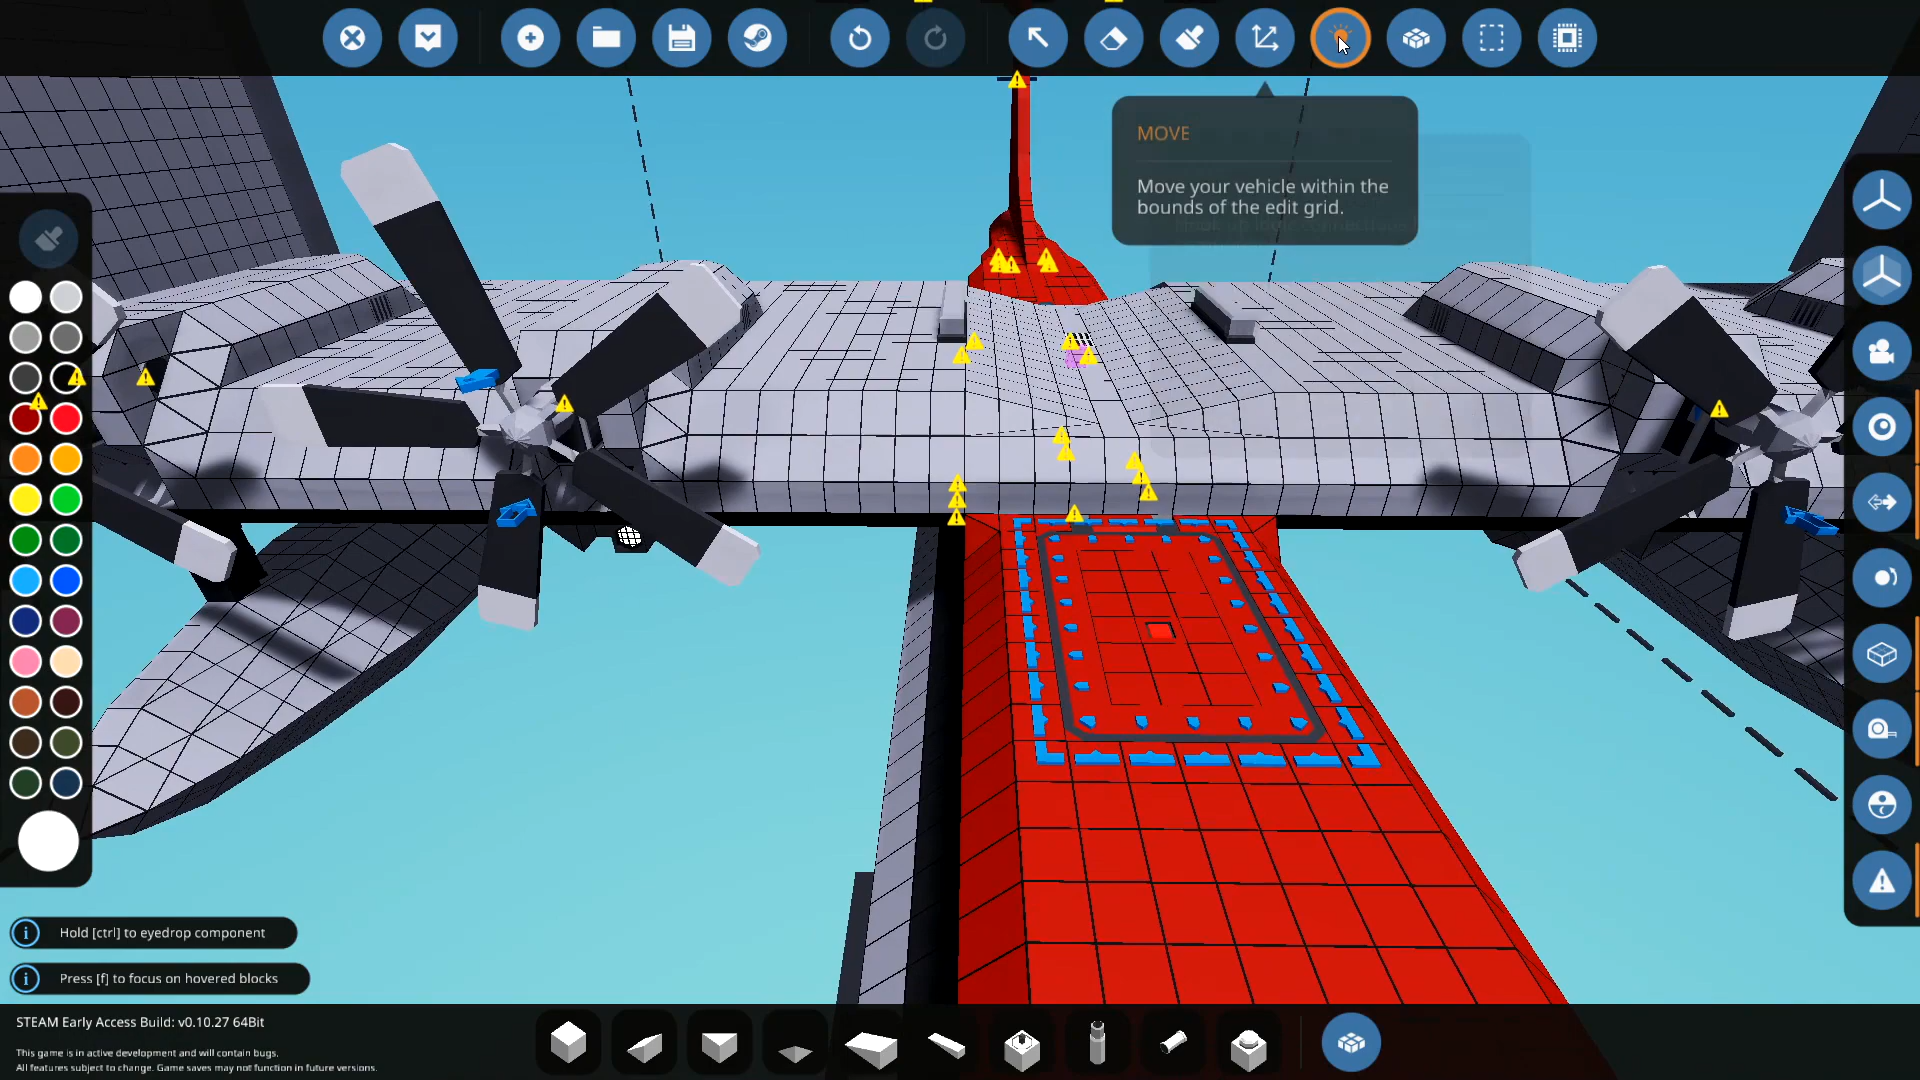 MOVE
Move your vehicle within the
bounds of the edit grid.
Hold [ctrl] to eyedrop component
Press [f] to focus on hovered blocks
STEAM Early Access Build: v0.10.27 64Bit
This game is in active development and will contain bugs.
All features subject to change. Game saves may not function in future versions.